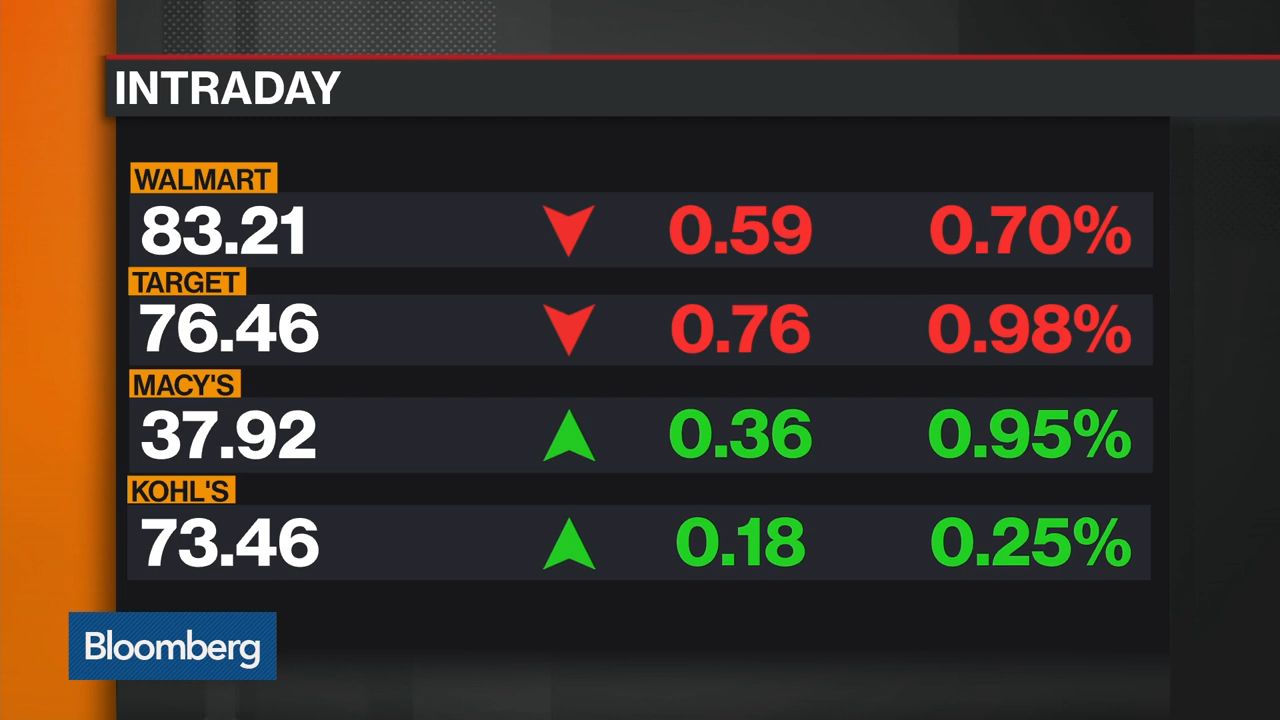 INTRADAY
WALMART
83.21 0.59 0.70%
TARGET
76.46 0.76 0.98%
MACY'S
37.92 0.36 0.95%
KOHL'S
73.46 0.18 0.25%
Bloomberg